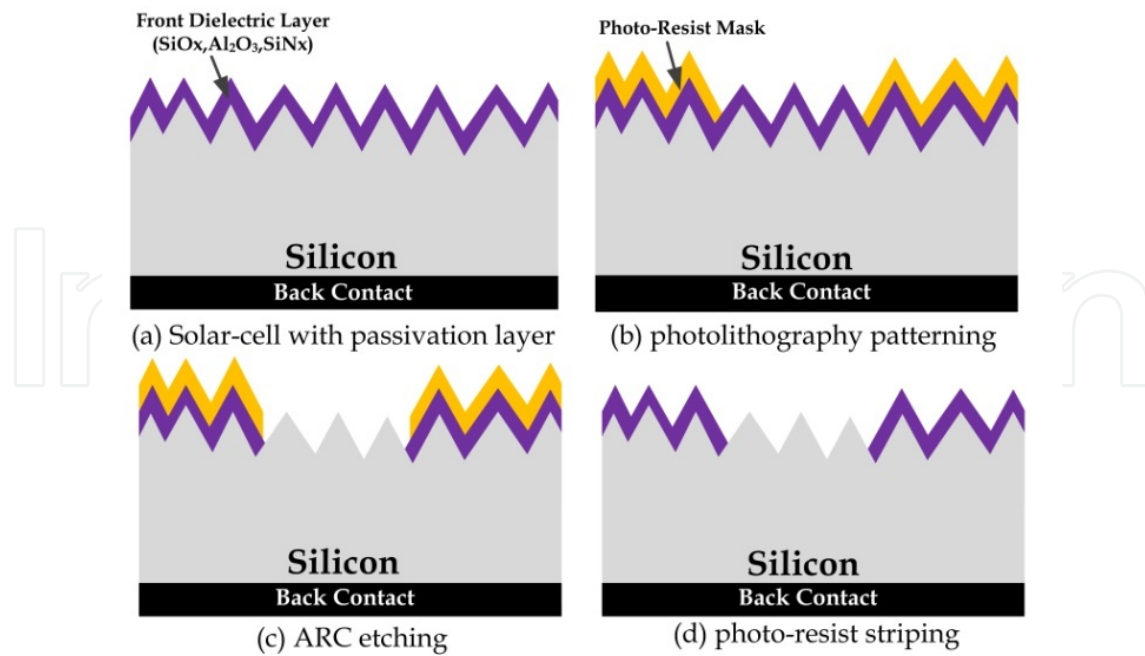 Front Dielectric Layer
(SiOx,Al₂O₃,SiNx)
Photo-Resist Mask
Silicon
Back Contact
(a) Solar-cell with passivation layer
Silicon
Back Contact
(b) photolithography patterning
Silicon
Back Contact
(c) ARC etching
Silicon
Back Contact
(d) photo-resist striping